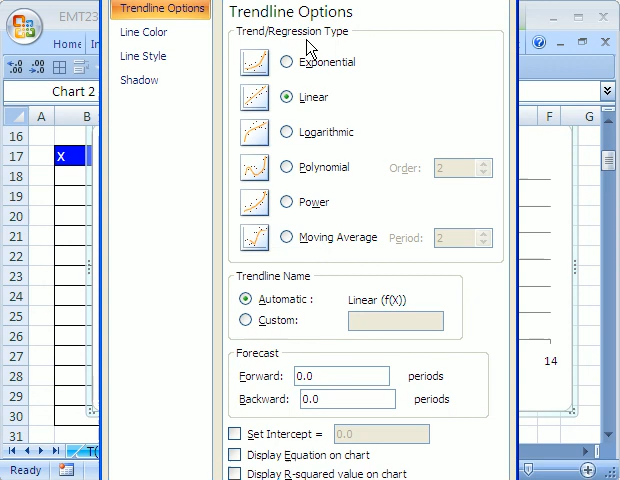 EMT23
Home In
Chart 2
A B F G
16
17 X
18
19
20
21
22
23
24
25
26
27
28
29
30
31
14
Ready
Trendline Options
Line Color
Line Style
Shadow
Trendline Options
Trend/Regression Type
Exponential
Linear
Logarithmic
Polynomial Order: 2
Power
Moving Average Period: 2
Trendline Name
Automatic : Linear (f(X))
Custom:
Forecast
Forward: 0.0 periods
Backward: 0.0 periods
Set Intercept = 0.0
Display Equation on chart
Display R-squared value on chart